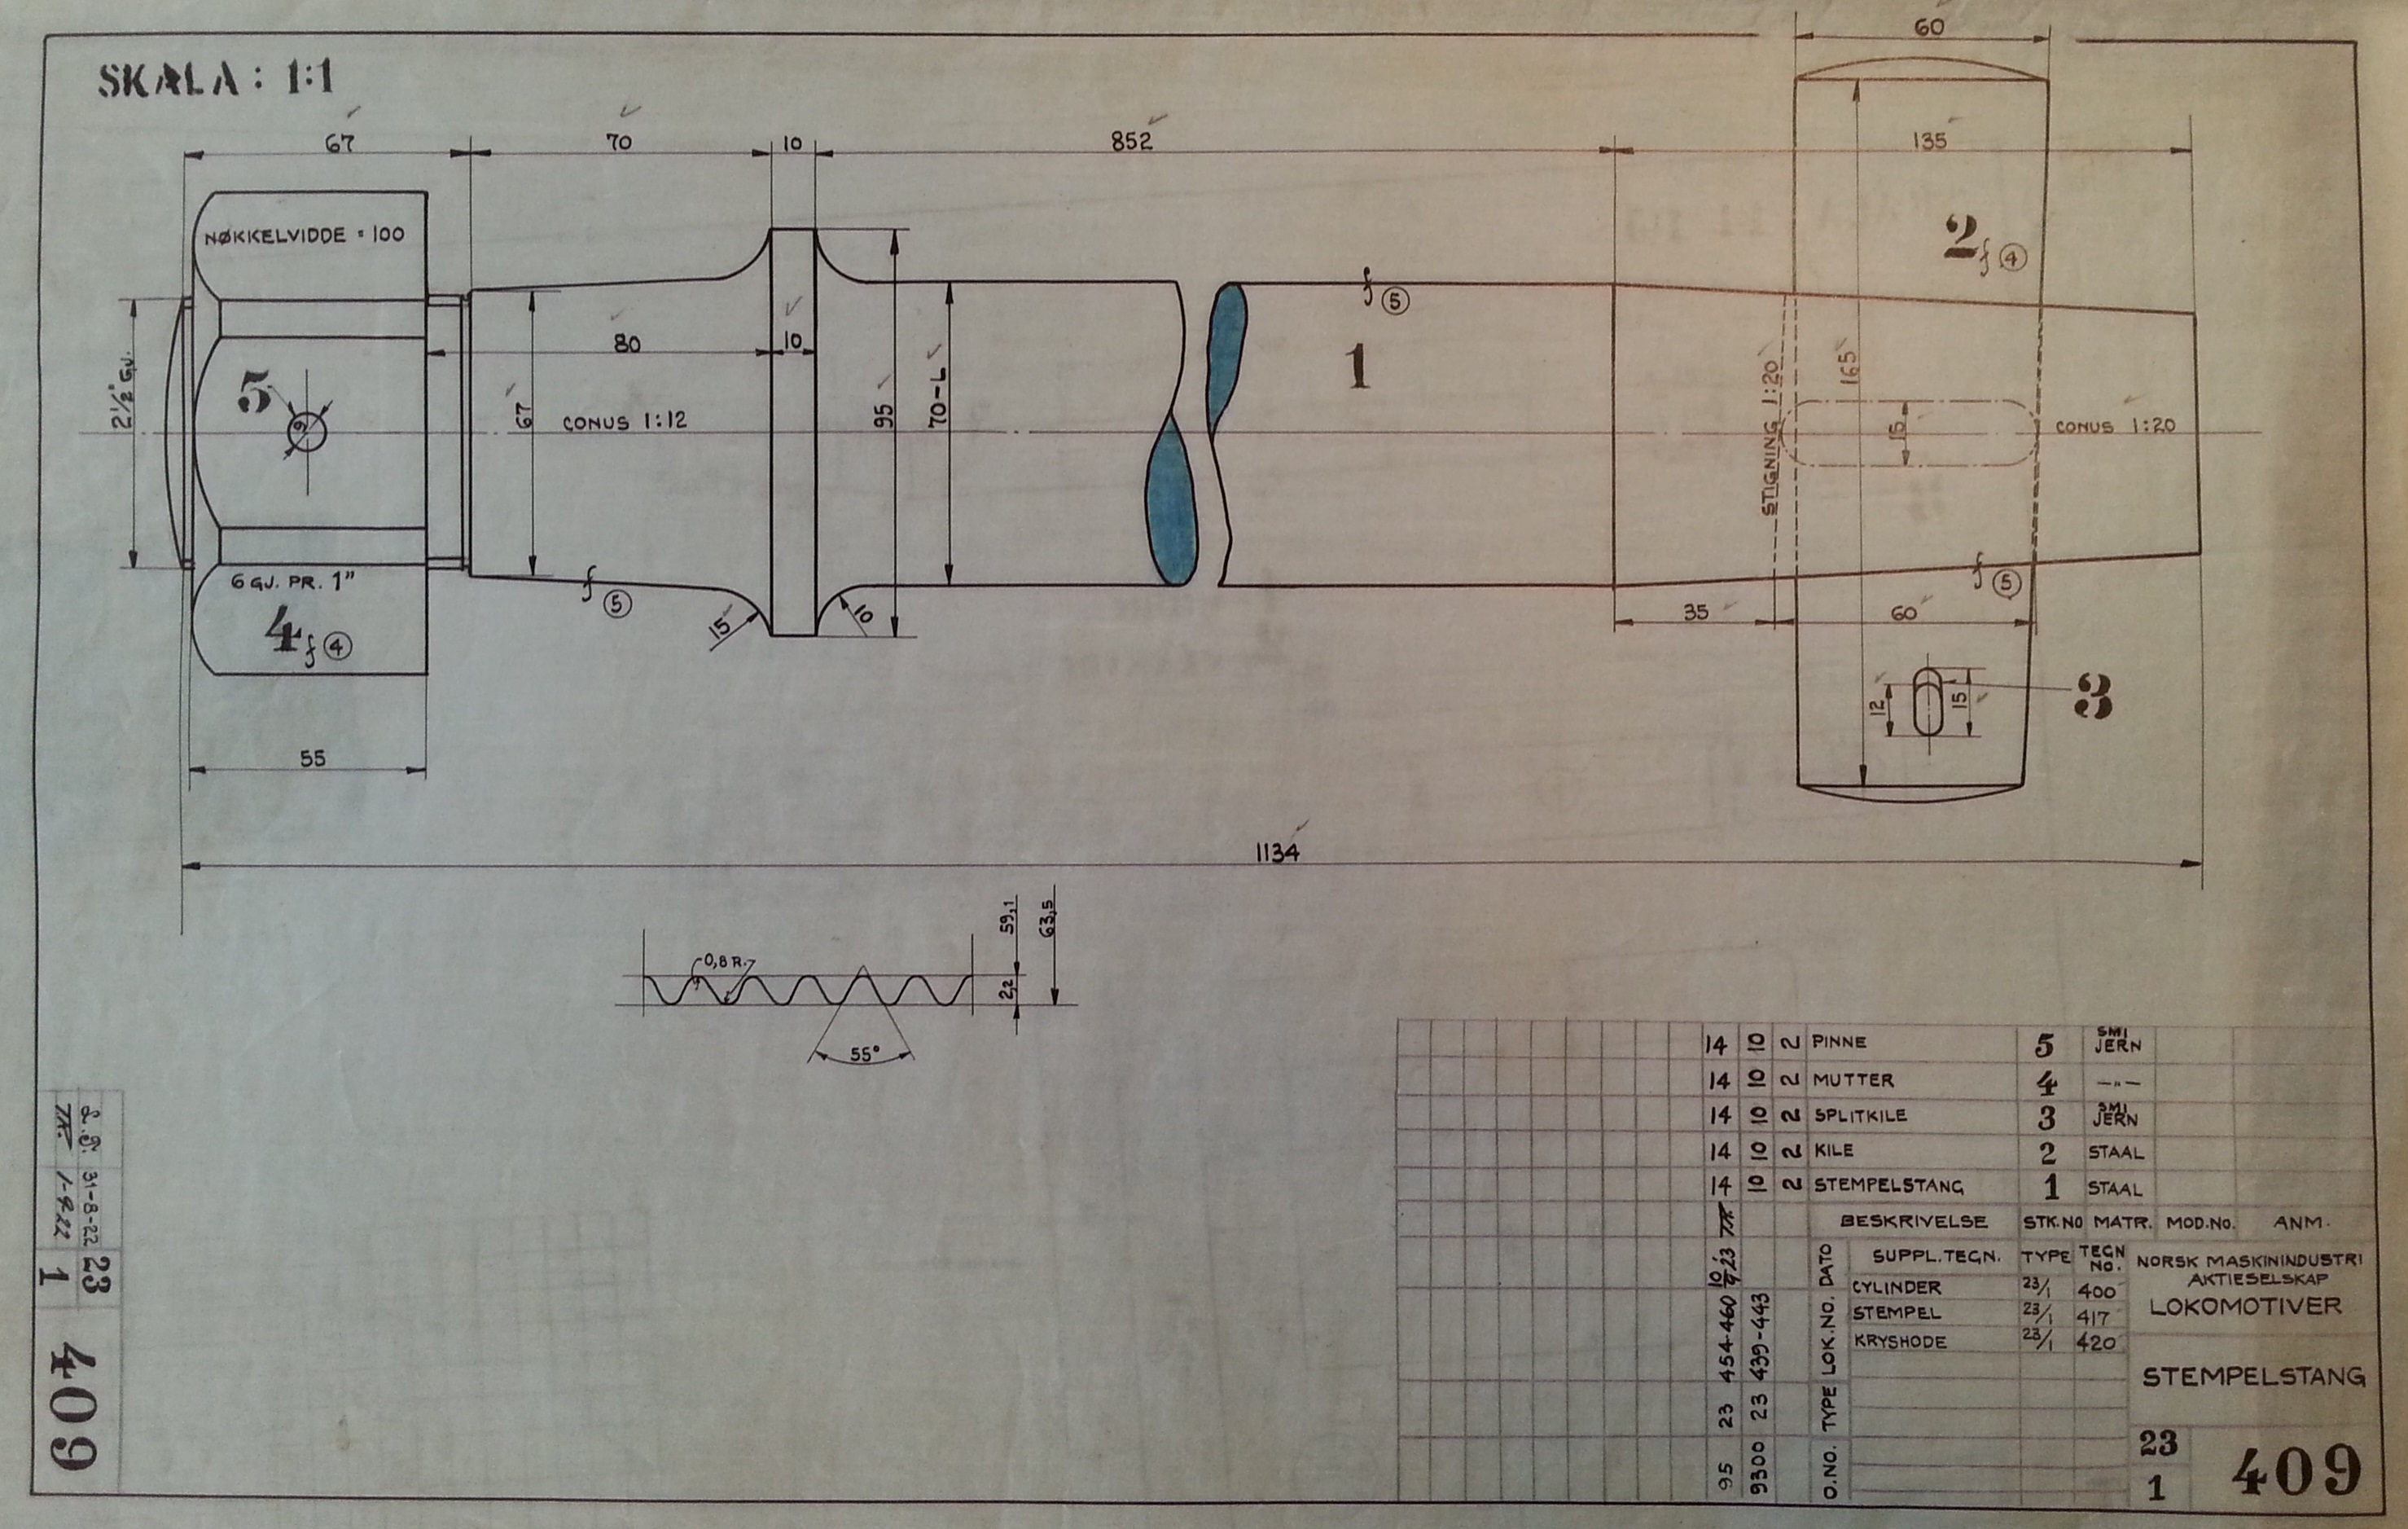 SKALA: 1:1
60
67
70
10
852
135
NØKKELVIDDE = 100
2
f ④
f ⑤
2½" GJ.
5
9
80
10
67
CONUS 1:12
95
70-L
1
STIGNING 1:20
165
15
CONUS 1:20
6 GJ. PR. 1"
4
f ④
f ⑤
15
10
f ⑤
35
60
12
15
3
55
1134
0,8 R.
59,1
63,5
2,2
55°
14 10 2 PINNE 5 SMI JERN
14 10 2 MUTTER 4 —"—
14 10 2 SPLITKILE 3 SMI JERN
14 10 2 KILE 2 STAAL
14 10 2 STEMPELSTANG 1 STAAL
BESKRIVELSE STK.NO MATR. MOD.NO. ANM.
DATO
LOK.NO. 454-460 439-443
TYPE 23 23
O.NO. 95 9300
SUPPL.TEGN. TYPE TEGN NO.
CYLINDER 23/1 400
STEMPEL 23/1 417
KRYSHODE 23/1 420
NORSK MASKININDUSTRI
AKTIESELSKAP
LOKOMOTIVER
STEMPELSTANG
23
1
409
31-8-22
1-9-22
23
1
409